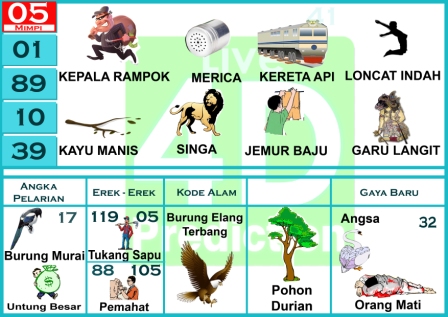 05
Mimpi
01
89
10
39
KEPALA RAMPOK
MERICA
KERETA API
LONCAT INDAH
KAYU MANIS
SINGA
JEMUR BAJU
GARU LANGIT
Live 41
4D
Prediction
ANGKA
PELARIAN
EREK - EREK
KODE ALAM
GAYA BARU
17
Burung Murai
Untung Besar
119 05
Tukang Sapu
88 105
Pemahat
Burung Elang
Terbang
Pohon
Durian
Angsa
32
Orang Mati